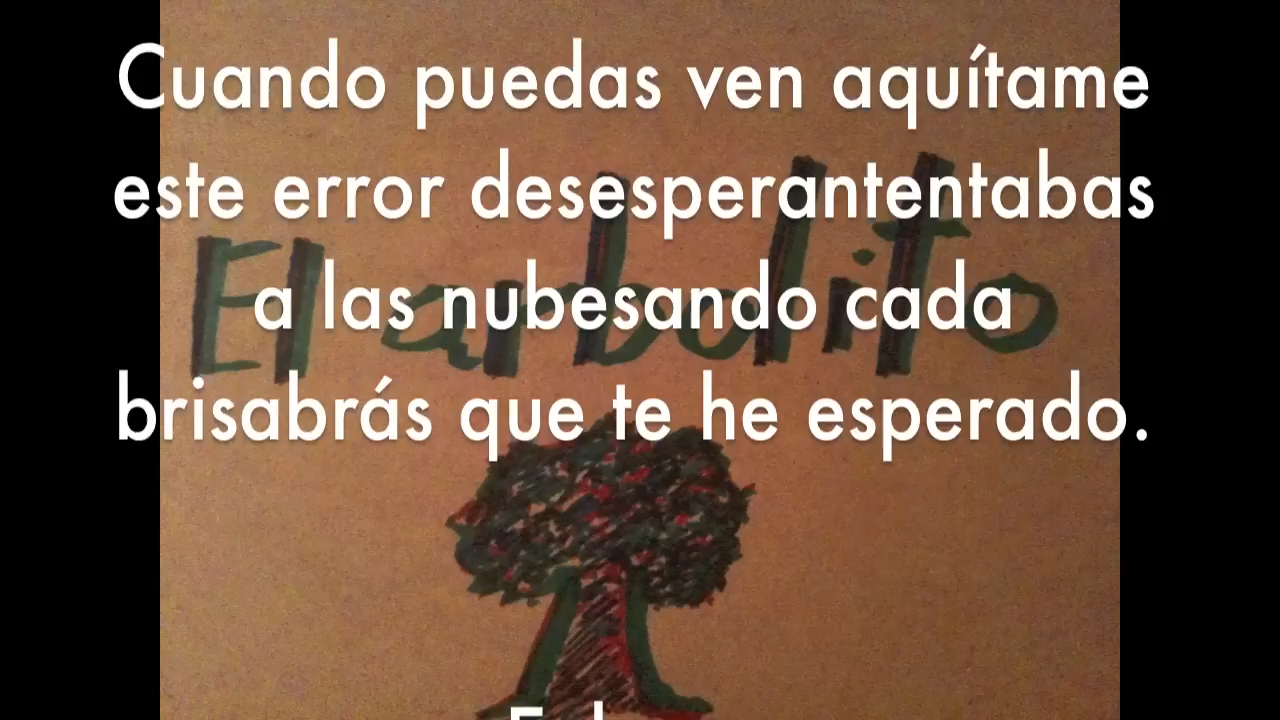 Cuando puedas ven aquítame
este error desesperantentabas
El arbolito
a las nubesando cada
brisabrás que te he esperado.